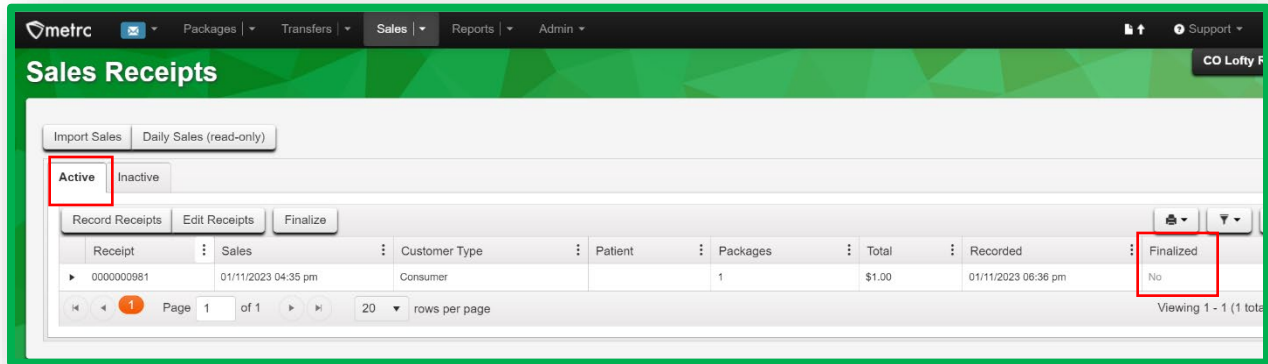 metrc Packages Transfers Sales Reports Admin Support
Sales Receipts
CO Lofty
Import Sales Daily Sales (read-only)
Active Inactive
Record Receipts Edit Receipts Finalize
Receipt Sales Customer Type Patient Packages Total Recorded Finalized
0000000981 01/11/2023 04:35 pm Consumer 1 $1.00 01/11/2023 06:36 pm No
1 Page 1 of 1 20 rows per page Viewing 1 - 1 (1 tota